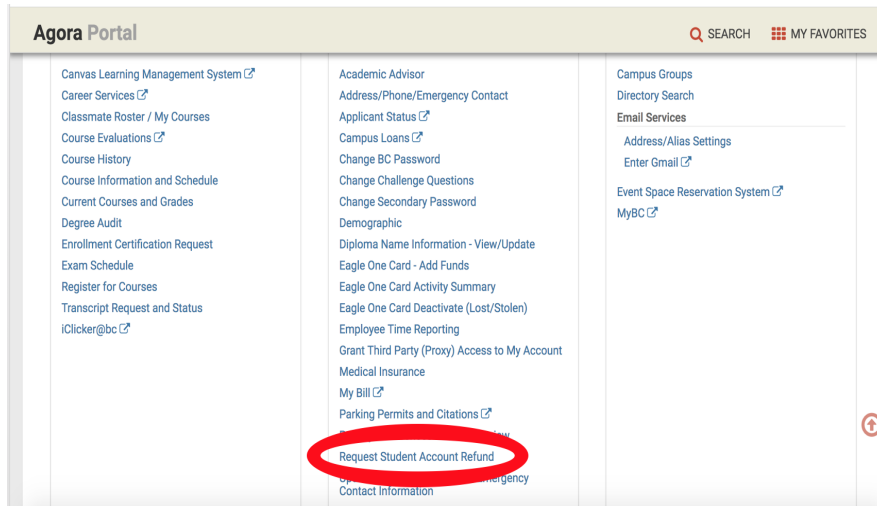 Agora Portal
SEARCH
MY FAVORITES
Canvas Learning Management System
Career Services
Classmate Roster / My Courses
Course Evaluations
Course History
Course Information and Schedule
Current Courses and Grades
Degree Audit
Enrollment Certification Request
Exam Schedule
Register for Courses
Transcript Request and Status
iClicker@bc
Academic Advisor
Address/Phone/Emergency Contact
Applicant Status
Campus Loans
Change BC Password
Change Challenge Questions
Change Secondary Password
Demographic
Diploma Name Information - View/Update
Eagle One Card - Add Funds
Eagle One Card Activity Summary
Eagle One Card Deactivate (Lost/Stolen)
Employee Time Reporting
Grant Third Party (Proxy) Access to My Account
Medical Insurance
My Bill
Parking Permits and Citations
Request Student Account Refund
Contact Information
Campus Groups
Directory Search
Email Services
Address/Alias Settings
Enter Gmail
Event Space Reservation System
MyBC